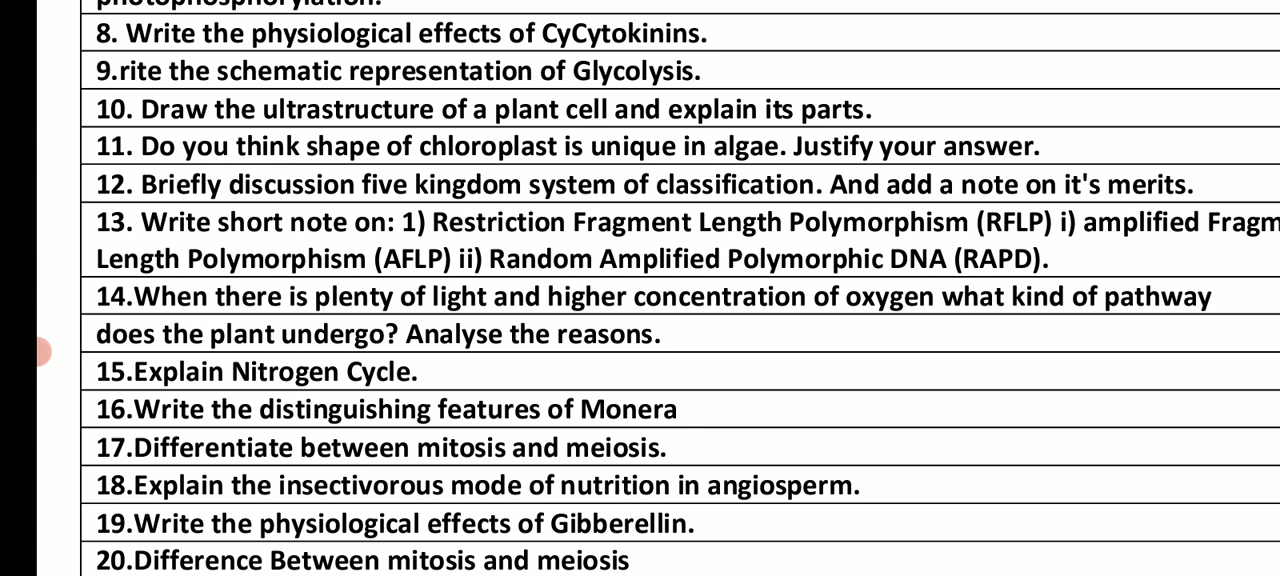 photophosphorylation.
8. Write the physiological effects of CyCytokinins.
9.rite the schematic representation of Glycolysis.
10. Draw the ultrastructure of a plant cell and explain its parts.
11. Do you think shape of chloroplast is unique in algae. Justify your answer.
12. Briefly discussion five kingdom system of classification. And add a note on it's merits.
13. Write short note on: 1) Restriction Fragment Length Polymorphism (RFLP) i) amplified Fragm
Length Polymorphism (AFLP) ii) Random Amplified Polymorphic DNA (RAPD).
14.When there is plenty of light and higher concentration of oxygen what kind of pathway
does the plant undergo? Analyse the reasons.
15.Explain Nitrogen Cycle.
16.Write the distinguishing features of Monera
17.Differentiate between mitosis and meiosis.
18.Explain the insectivorous mode of nutrition in angiosperm.
19.Write the physiological effects of Gibberellin.
20.Difference Between mitosis and meiosis